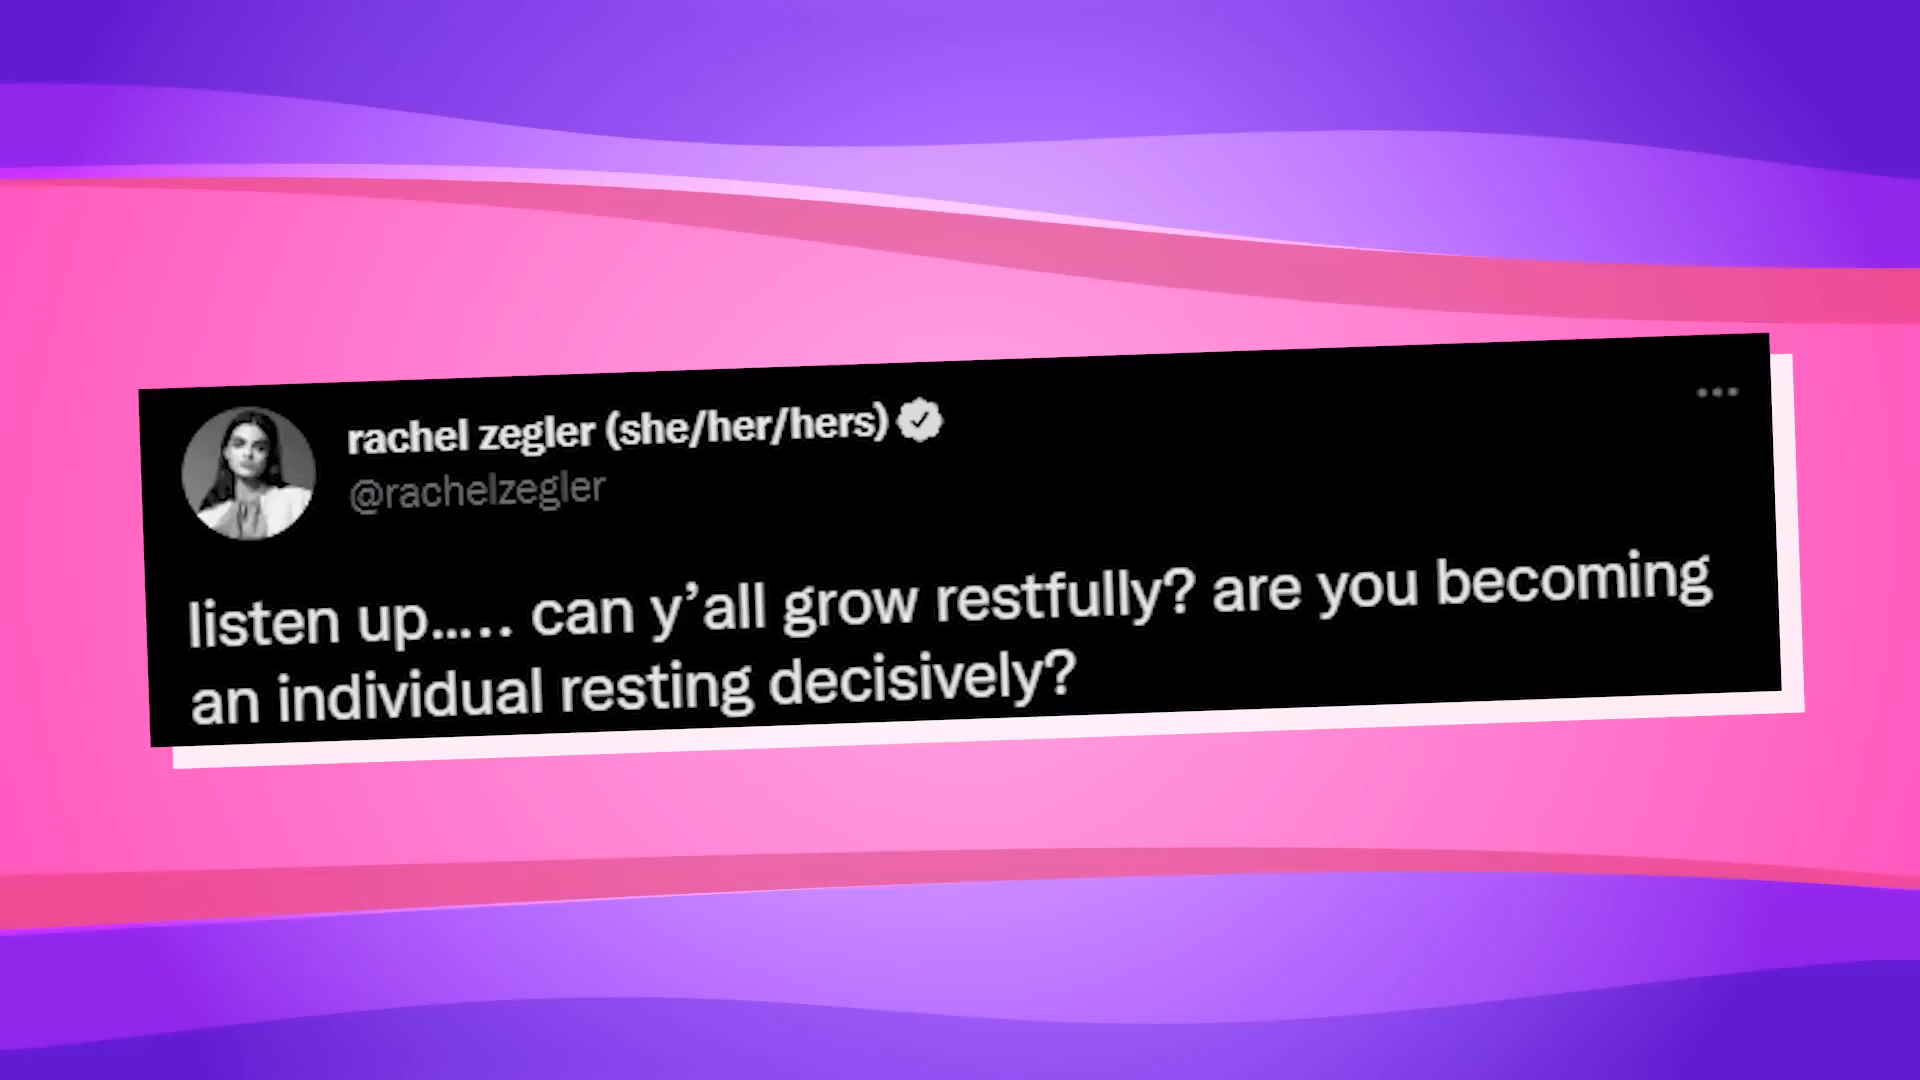 rachel zegler (she/her/hers)
@rachelzegler
listen up..... can y’all grow restfully? are you becoming
an individual resting decisively?